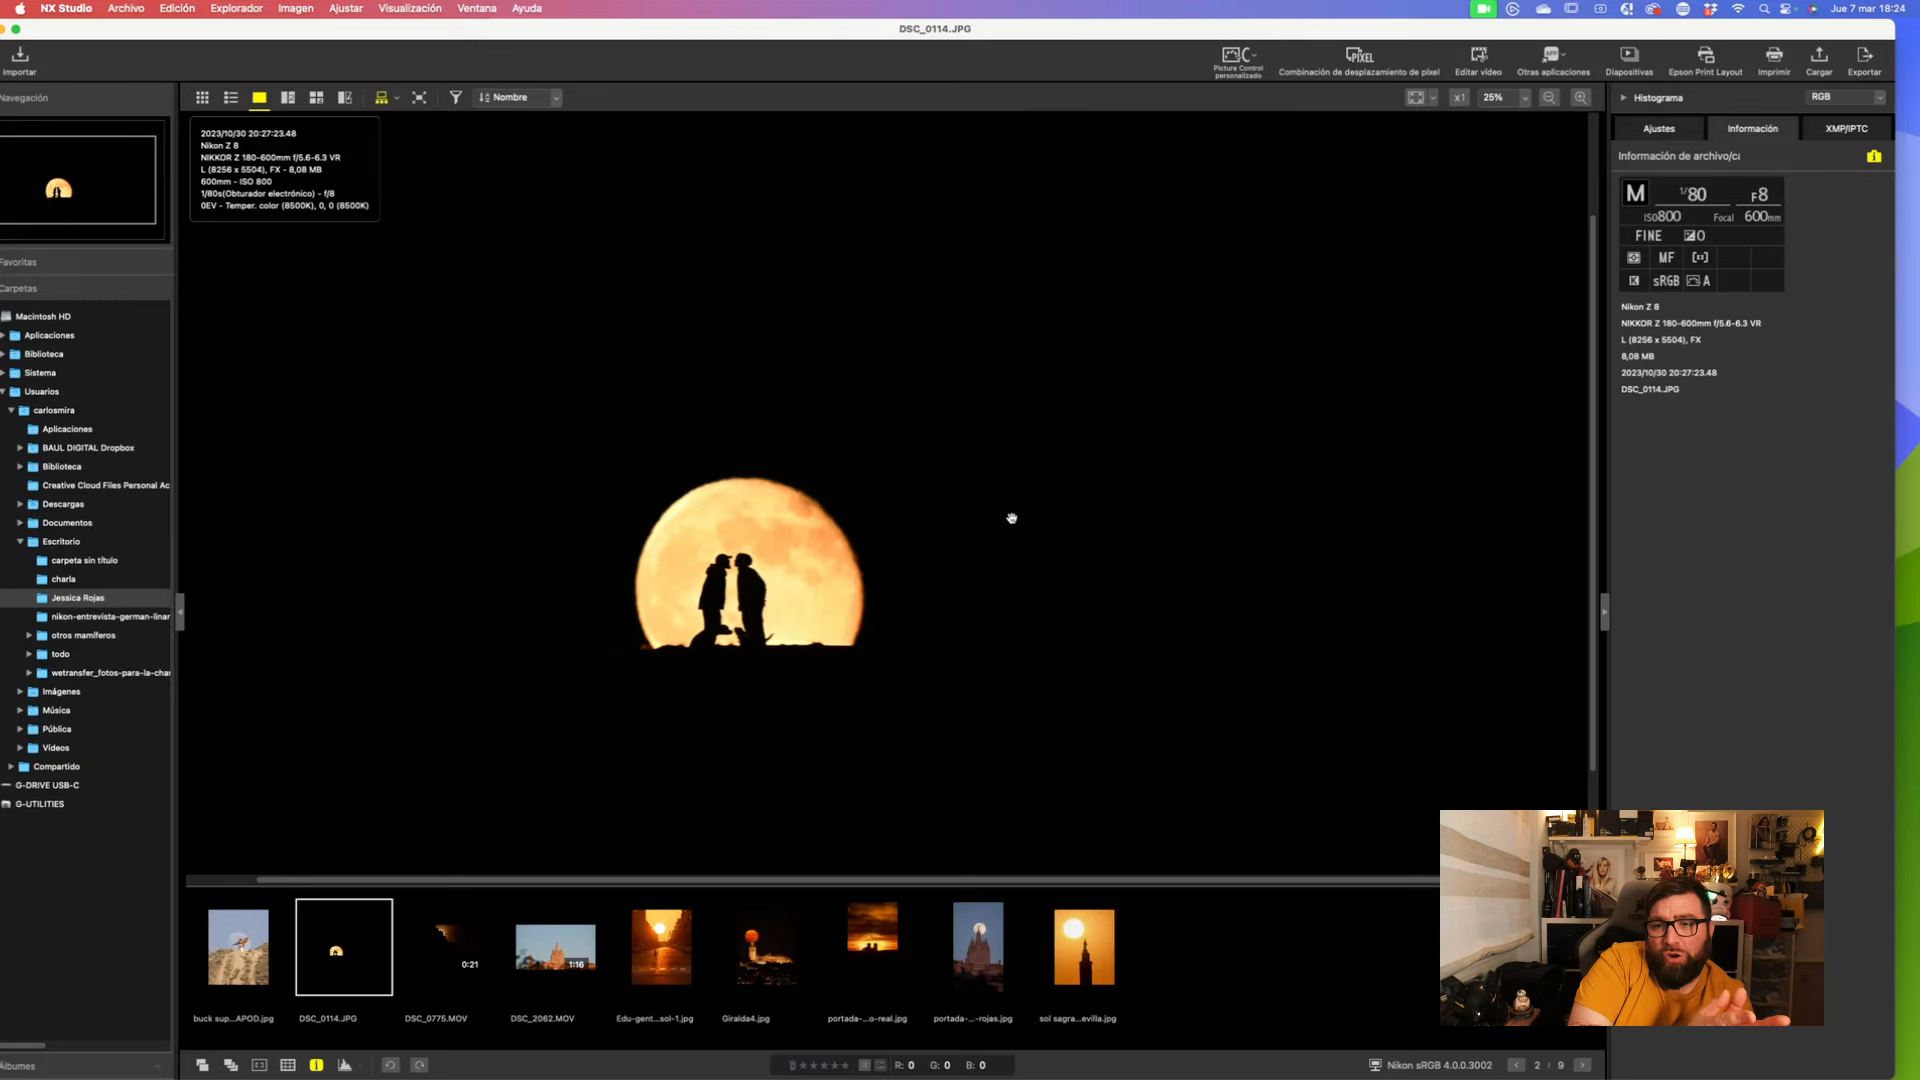 NX Studio Archivo Edición Explorador Imagen Ajustar Visualización Ventana Ayuda
Jue 7 mar 18:24
DSC_0114.JPG
Importar
Picture Control personalizado
Combinación de desplazamiento de píxel
Editar vídeo
Otras aplicaciones
Diapositivas
Epson Print Layout
Imprimir
Cargar
Exportar
Navegación
Nombre
x1 25%
Histograma
RGB
Ajustes Información XMP/IPTC
2023/10/30 20:27:23.48
Nikon Z 8
NIKKOR Z 180-600mm f/5.6-6.3 VR
L (8256 x 5504), FX - 8,08 MB
600mm - ISO 800
1/80s(Obturador electrónico) - f/8
0EV - Temper. color (8500K), 0, 0 (8500K)
Información de archivo/cá
M 1/80 F8
ISO800 Focal 600mm
FINE 0
MF
sRGB A
Nikon Z 8
NIKKOR Z 180-600mm f/5.6-6.3 VR
L (8256 x 5504), FX
8,08 MB
2023/10/30 20:27:23.48
DSC_0114.JPG
Favoritas
Carpetas
Macintosh HD
Aplicaciones
Biblioteca
Sistema
Usuarios
carlosmira
Aplicaciones
BAUL DIGITAL Dropbox
Biblioteca
Creative Cloud Files Personal Ac
Descargas
Documentos
Escritorio
carpeta sin título
charla
Jessica Rojas
nikon-entrevista-german-linar
otros mamíferos
todo
wetransfer_fotos-para-la-char
Imágenes
Música
Pública
Vídeos
Compartido
G-DRIVE USB-C
G-UTILITIES
0:21
1:16
buck sup...APOD.jpg
DSC_0114.JPG
DSC_0775.MOV
DSC_2062.MOV
Edu-gent...sol-1.jpg
Giralda4.jpg
portada-...o-real.jpg
portada-...-rojas.jpg
sol sagra...evilla.jpg
Álbumes
R: 0 G: 0 B: 0
Nikon sRGB 4.0.0.3002
2 / 9